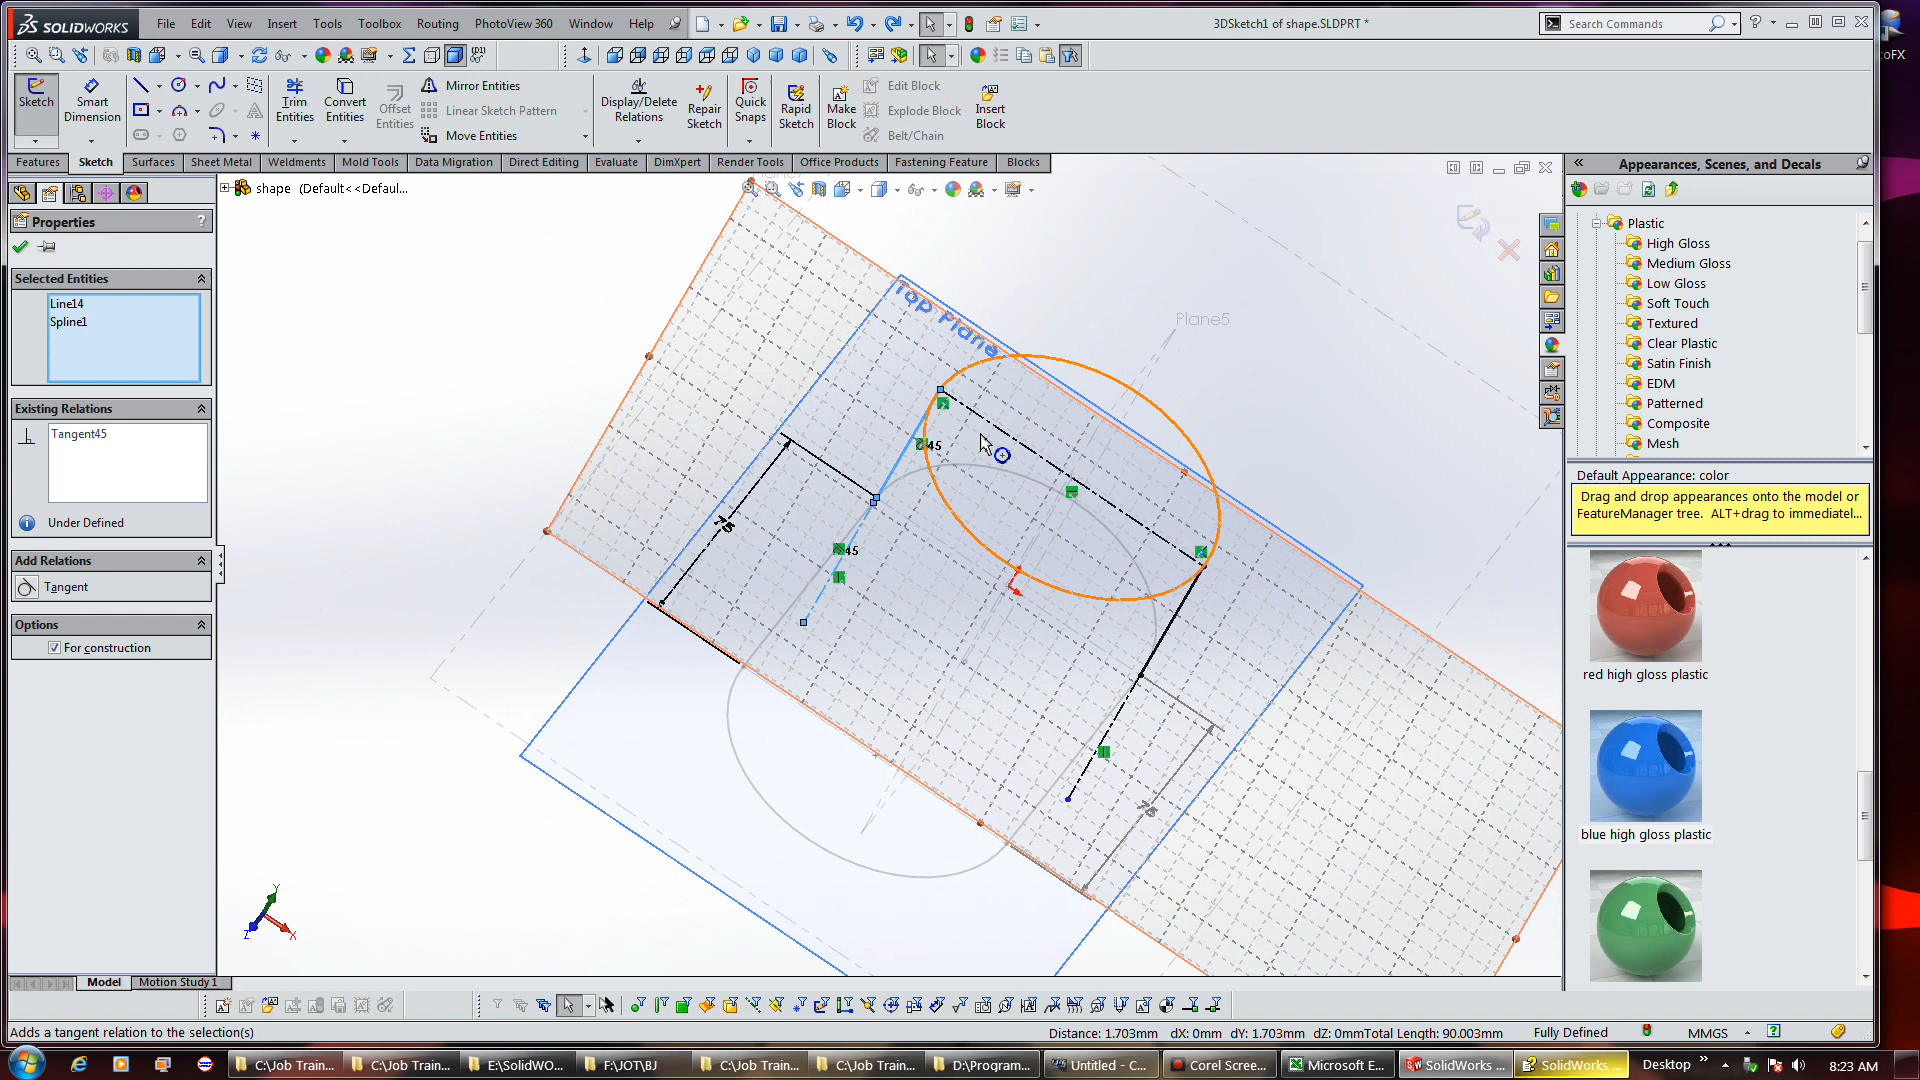 SOLIDWORKS
File Edit View Insert Tools Toolbox Routing PhotoView 360 Window Help
3DSketch1 of shape.SLDPRT *
Search Commands
Sketch
Smart Dimension
Trim Entities
Convert Entities
Offset Entities
Mirror Entities
Linear Sketch Pattern
Move Entities
Display/Delete Relations
Repair Sketch
Quick Snaps
Rapid Sketch
Make Block
Edit Block
Explode Block
Belt/Chain
Insert Block
Features Sketch Surfaces Sheet Metal Weldments Mold Tools Data Migration Direct Editing Evaluate DimXpert Render Tools Office Products Fastening Feature Blocks
shape (Default<<Defaul...
Properties
?
Selected Entities
Line14
Spline1
Existing Relations
Tangent45
Under Defined
Add Relations
Tangent
Options
For construction
Top Plane
Plane5
45
45
75
75
Y
X
Z
Appearances, Scenes, and Decals
Plastic
High Gloss
Medium Gloss
Low Gloss
Soft Touch
Textured
Clear Plastic
Satin Finish
EDM
Patterned
Composite
Mesh
Default Appearance: color
Drag and drop appearances onto the model or
FeatureManager tree. ALT+drag to immediatel...
red high gloss plastic
blue high gloss plastic
Model Motion Study 1
Adds a tangent relation to the selection(s)
Distance: 1.703mm dX: 0mm dY: 1.703mm dZ: 0mmTotal Length: 90.003mm Fully Defined MMGS
C:\Job Train... C:\Job Train... E:\SolidWO... F:\JOT\BJ C:\Job Train... C:\Job Train... D:\Program... Untitled - C... Corel Scree... Microsoft E... SolidWorks ... SolidWorks ... Desktop 8:23 AM